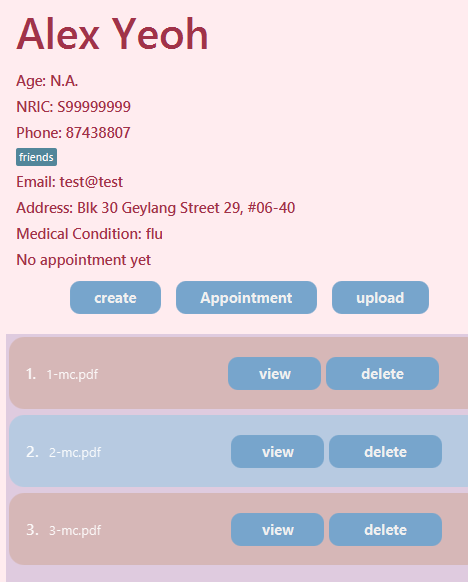 Alex Yeoh
Age: N.A.
NRIC: S99999999
Phone: 87438807
friends
Email: test@test
Address: Blk 30 Geylang Street 29, #06-40
Medical Condition: flu
No appointment yet
create Appointment upload
1. 1-mc.pdf view delete
2. 2-mc.pdf view delete
3. 3-mc.pdf view delete